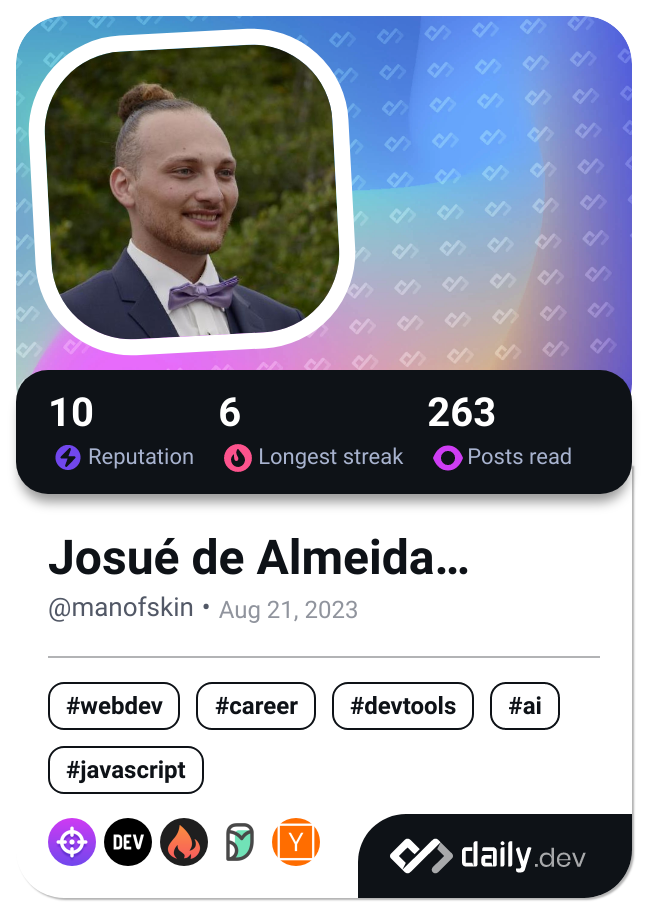 10 6 263
Reputation Longest streak Posts read
Josué de Almeida...
@manofskin • Aug 21, 2023
#webdev #career #devtools #ai
#javascript
DEV Y daily.dev